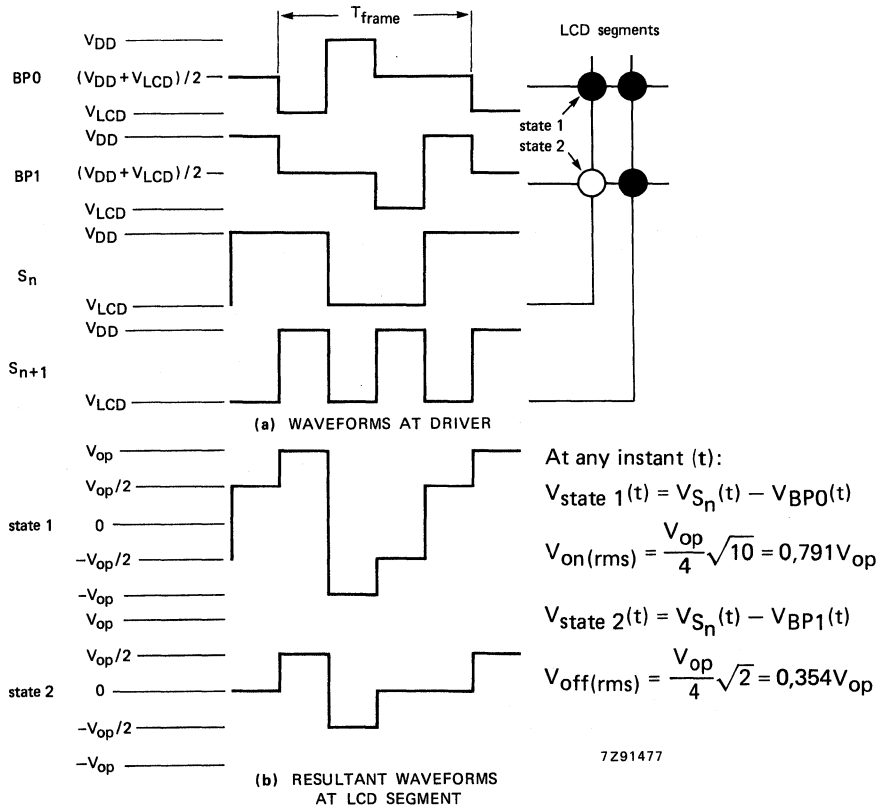 T_frame
LCD segments
BP0
V_DD
(V_DD + V_LCD) / 2
V_LCD
state 1
state 2
BP1
V_DD
(V_DD + V_LCD) / 2
V_LCD
S_n
V_DD
V_LCD
S_n+1
V_DD
V_LCD
(a) WAVEFORMS AT DRIVER
state 1
V_op
V_op/2
0
−V_op/2
−V_op
state 2
V_op
V_op/2
0
−V_op/2
−V_op
(b) RESULTANT WAVEFORMS
AT LCD SEGMENT
At any instant (t):
V_state 1(t) = V_Sn(t) − V_BP0(t)
V_on(rms) = V_op/4 √10 = 0,791V_op
V_state 2(t) = V_Sn(t) − V_BP1(t)
V_off(rms) = V_op/4 √2 = 0,354V_op
7Z91477